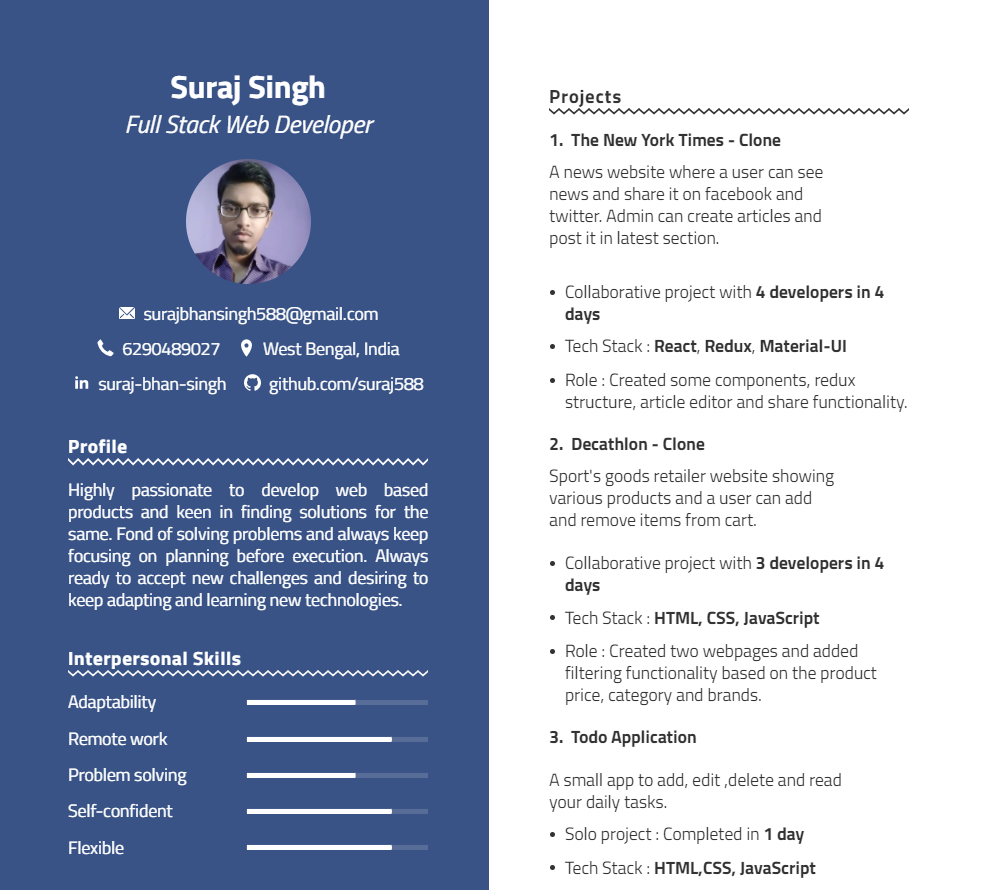 Suraj Singh
Full Stack Web Developer
surajbhansingh588@gmail.com
6290489027 West Bengal, India
in suraj-bhan-singh github.com/suraj588
Profile
Highly passionate to develop web based
products and keen in finding solutions for the
same. Fond of solving problems and always keep
focusing on planning before execution. Always
ready to accept new challenges and desiring to
keep adapting and learning new technologies.
Interpersonal Skills
Adaptability
Remote work
Problem solving
Self-confident
Flexible
Projects
1. The New York Times - Clone
A news website where a user can see
news and share it on facebook and
twitter. Admin can create articles and
post it in latest section.
• Collaborative project with 4 developers in 4
days
• Tech Stack : React, Redux, Material-UI
• Role : Created some components, redux
structure, article editor and share functionality.
2. Decathlon - Clone
Sport's goods retailer website showing
various products and a user can add
and remove items from cart.
• Collaborative project with 3 developers in 4
days
• Tech Stack : HTML, CSS, JavaScript
• Role : Created two webpages and added
filtering functionality based on the product
price, category and brands.
3. Todo Application
A small app to add, edit ,delete and read
your daily tasks.
• Solo project : Completed in 1 day
• Tech Stack : HTML,CSS, JavaScript